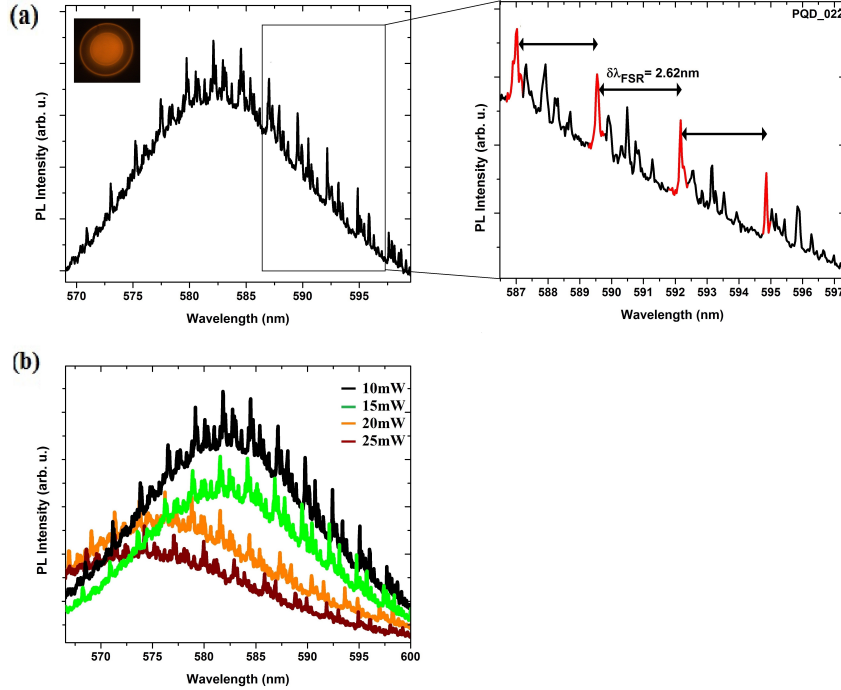 (a)
PL Intensity (arb. u.)
570 575 580 585 590 595
Wavelength (nm)
PQD_022
δλFSR= 2.62nm
PL Intensity (arb. u.)
587 588 589 590 591 592 593 594 595 596 597
Wavelength (nm)
(b)
10mW
15mW
20mW
25mW
PL Intensity (arb. u.)
570 575 580 585 590 595 600
Wavelength (nm)